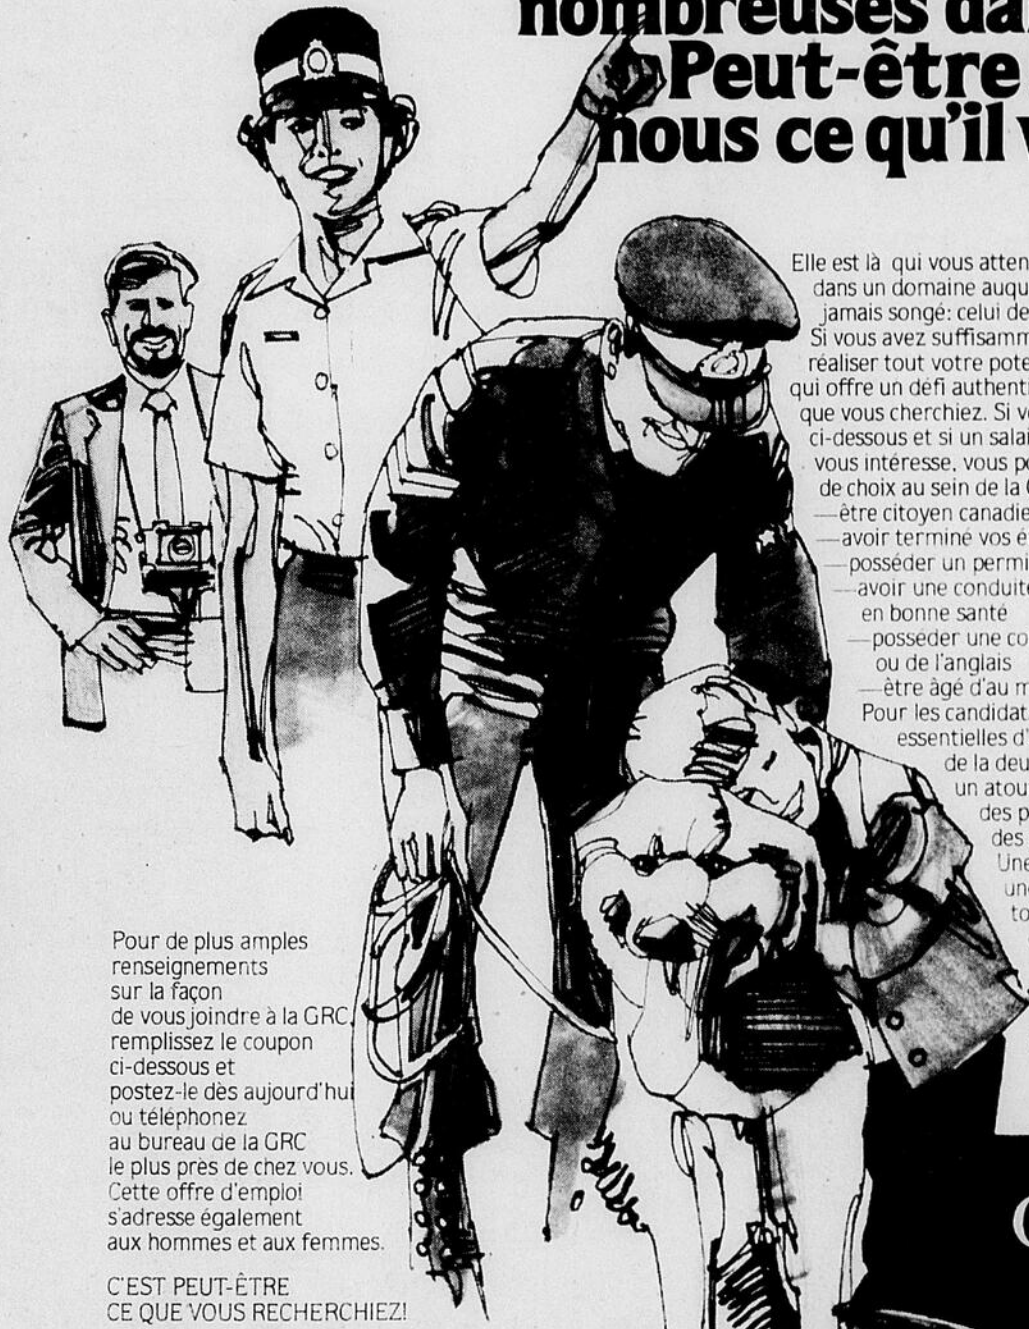 nombreuses dan
Peut-être
nous ce qu'il v
Elle est là qui vous atten
dans un domaine auqu
jamais songé: celui de
Si vous avez suffisamm
réaliser tout votre pote
qui offre un défi authent
que vous cherchiez. Si v
ci-dessous et si un salai
vous intéresse, vous p
de choix au sein de la
—être citoyen canadie
—avoir terminé vos é
—posséder un permi
—avoir une conduite
en bonne santé
—posséder une co
ou de l'anglais
—être âgé d'au m
Pour les candidat
essentielles d'
de la deu
un atou
des p
des
Une
une
to
Pour de plus amples
renseignements
sur la façon
de vous joindre à la GRC,
remplissez le coupon
ci-dessous et
postez-le dès aujourd'hui
ou téléphonez
au bureau de la GRC
le plus près de chez vous.
Cette offre d'emploi
s'adresse également
aux hommes et aux femmes.
C'EST PEUT-ÊTRE
CE QUE VOUS RECHERCHIEZ!